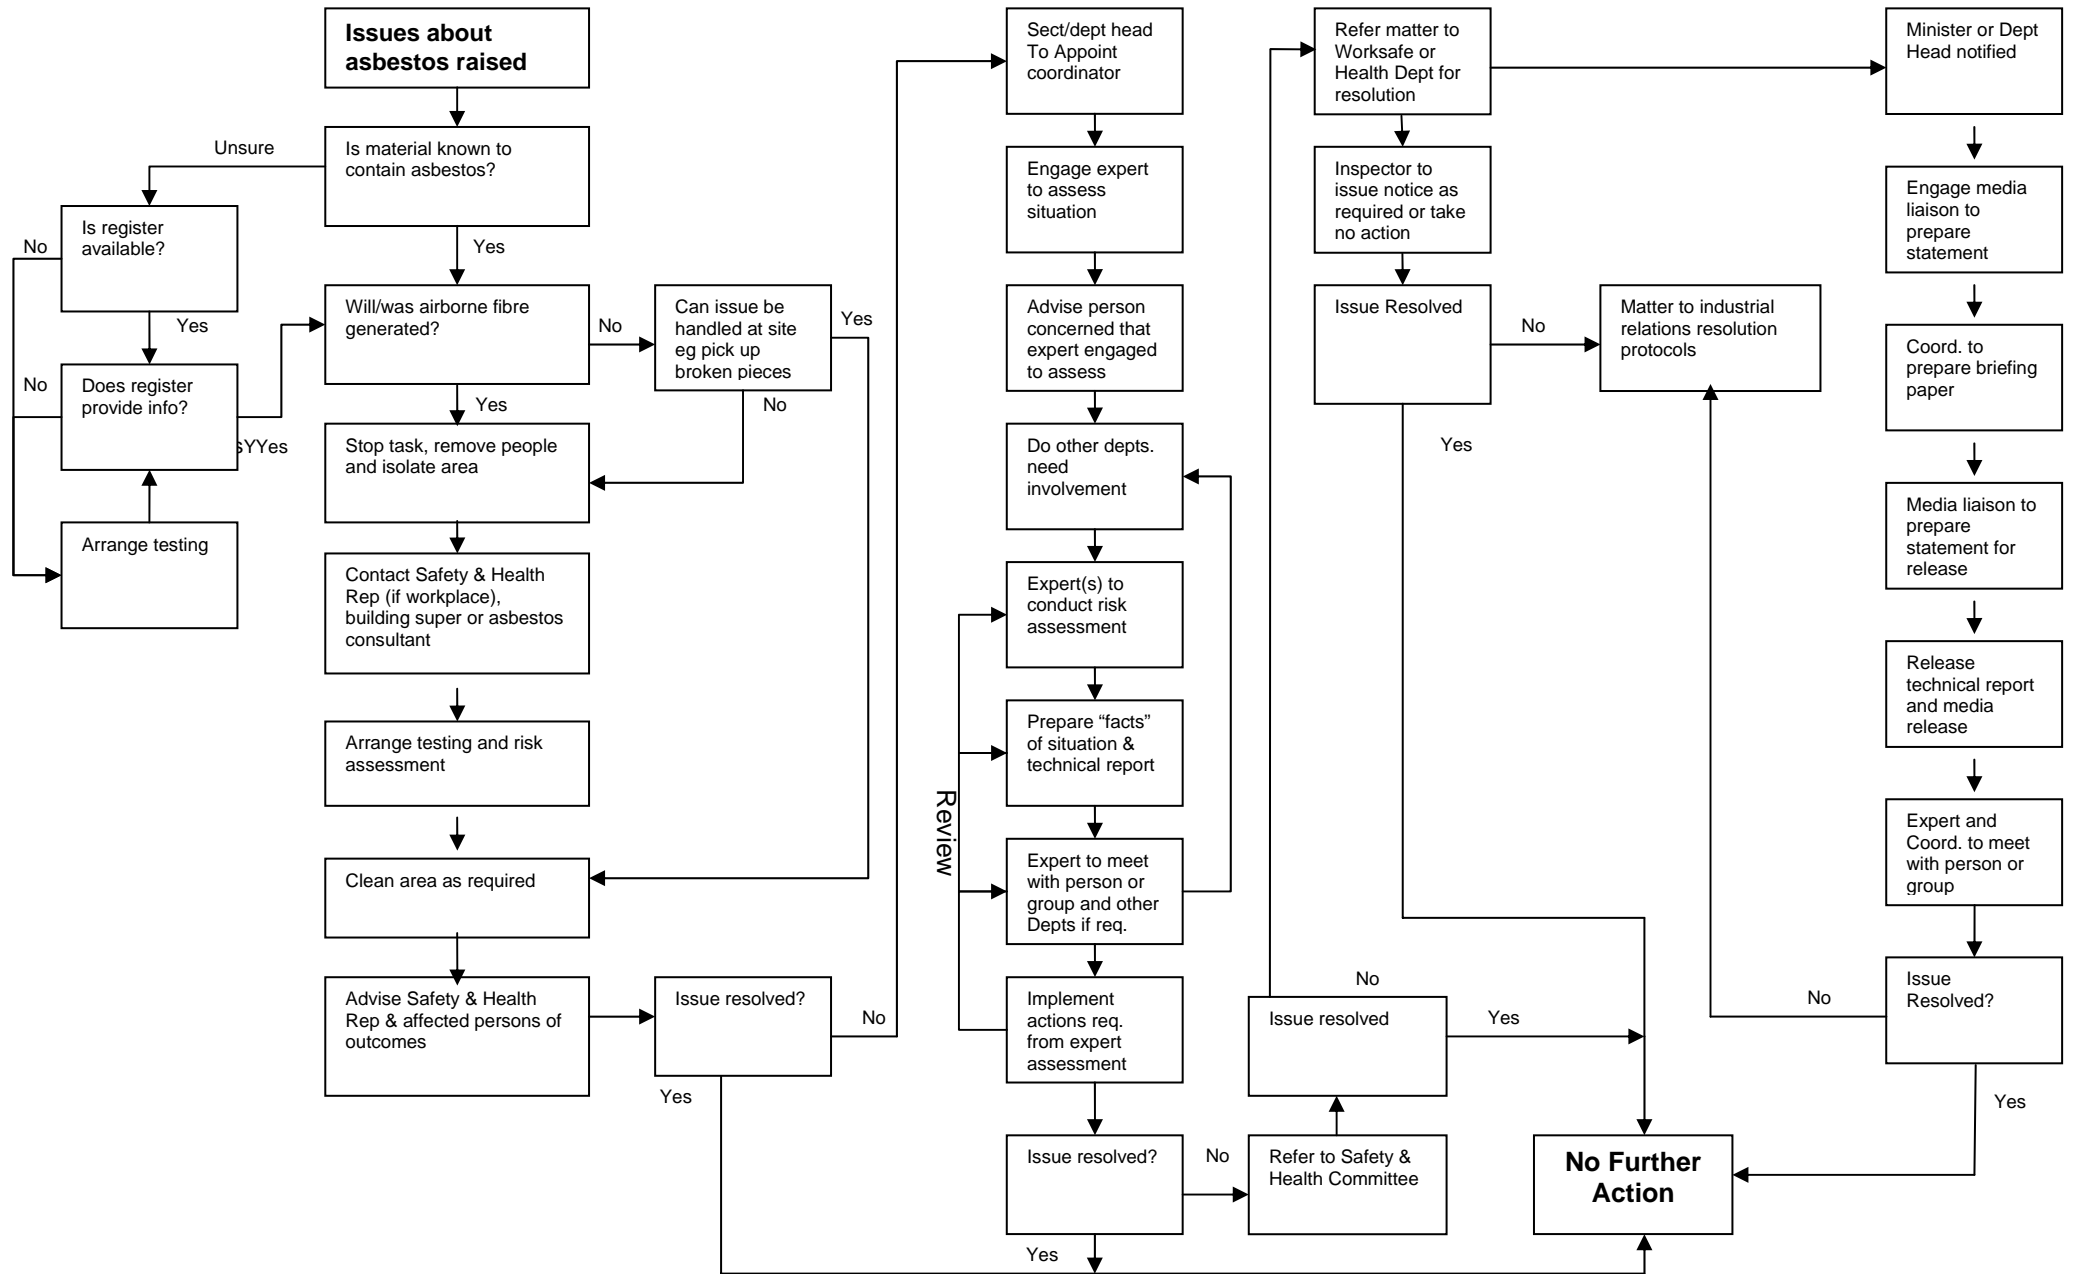 Issues about
asbestos raised
Is material known to
contain asbestos?
Unsure
Is register
available?
No
Yes
Does register
provide info?
No
sYYes
Arrange testing
Yes
Will/was airborne fibre
generated?
No
Can issue be
handled at site
eg pick up
broken pieces
Yes
No
Yes
Stop task, remove people
and isolate area
Contact Safety & Health
Rep (if workplace),
building super or asbestos
consultant
Arrange testing and risk
assessment
Clean area as required
Advise Safety & Health
Rep & affected persons of
outcomes
Issue resolved?
No
Yes
Sect/dept head
To Appoint
coordinator
Engage expert
to assess
situation
Advise person
concerned that
expert engaged
to assess
Do other depts.
need
involvement
Expert(s) to
conduct risk
assessment
Prepare “facts”
of situation &
technical report
Review
Expert to meet
with person or
group and other
Depts if req.
Implement
actions req.
from expert
assessment
Issue resolved?
No
Yes
Refer to Safety &
Health Committee
Issue resolved
No
Yes
Refer matter to
Worksafe or
Health Dept for
resolution
Inspector to
issue notice as
required or take
no action
Issue Resolved
No
Yes
Matter to industrial
relations resolution
protocols
Minister or Dept
Head notified
Engage media
liaison to
prepare
statement
Coord. to
prepare briefing
paper
Media liaison to
prepare
statement for
release
Release
technical report
and media
release
Expert and
Coord. to meet
with person or
group
Issue
Resolved?
No
Yes
No Further
Action